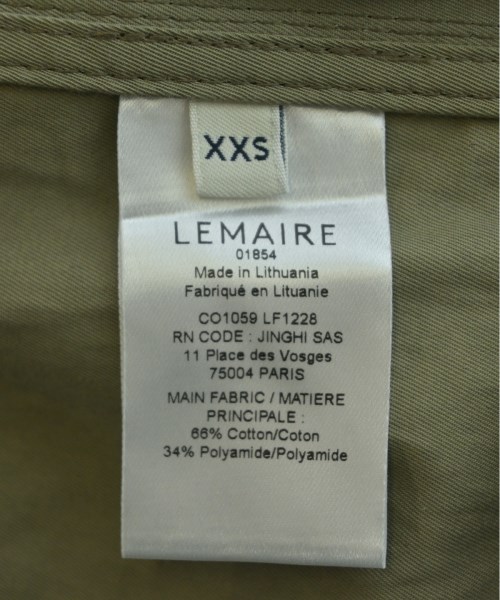 XXS
LEMAIRE
01854
Made in Lithuania
Fabriqué en Lituanie
CO1059 LF1228
RN CODE : JINGHI SAS
11 Place des Vosges
75004 PARIS
MAIN FABRIC / MATIERE
PRINCIPALE :
66% Cotton/Coton
34% Polyamide/Polyamide